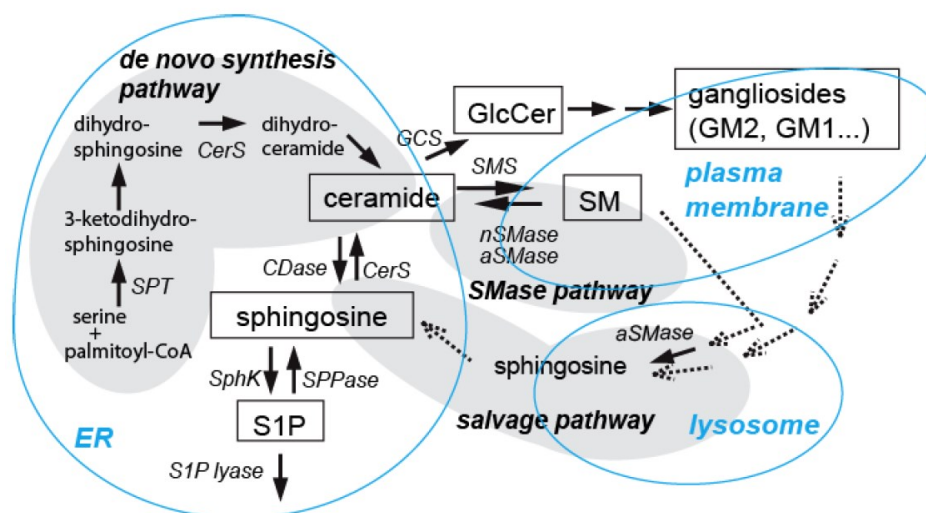 de novo synthesis
pathway
dihydro-
sphingosine
CerS
dihydro-
ceramide
GCS
GlcCer
gangliosides
(GM2, GM1...)
3-ketodihydro-
sphingosine
ceramide
SMS
SM
plasma
membrane
nSMase
aSMase
SPT
CDase
CerS
SMase pathway
serine
+
palmitoyl-CoA
sphingosine
sphingosine
aSMase
SphK
SPPase
salvage pathway
lysosome
ER
S1P
S1P lyase